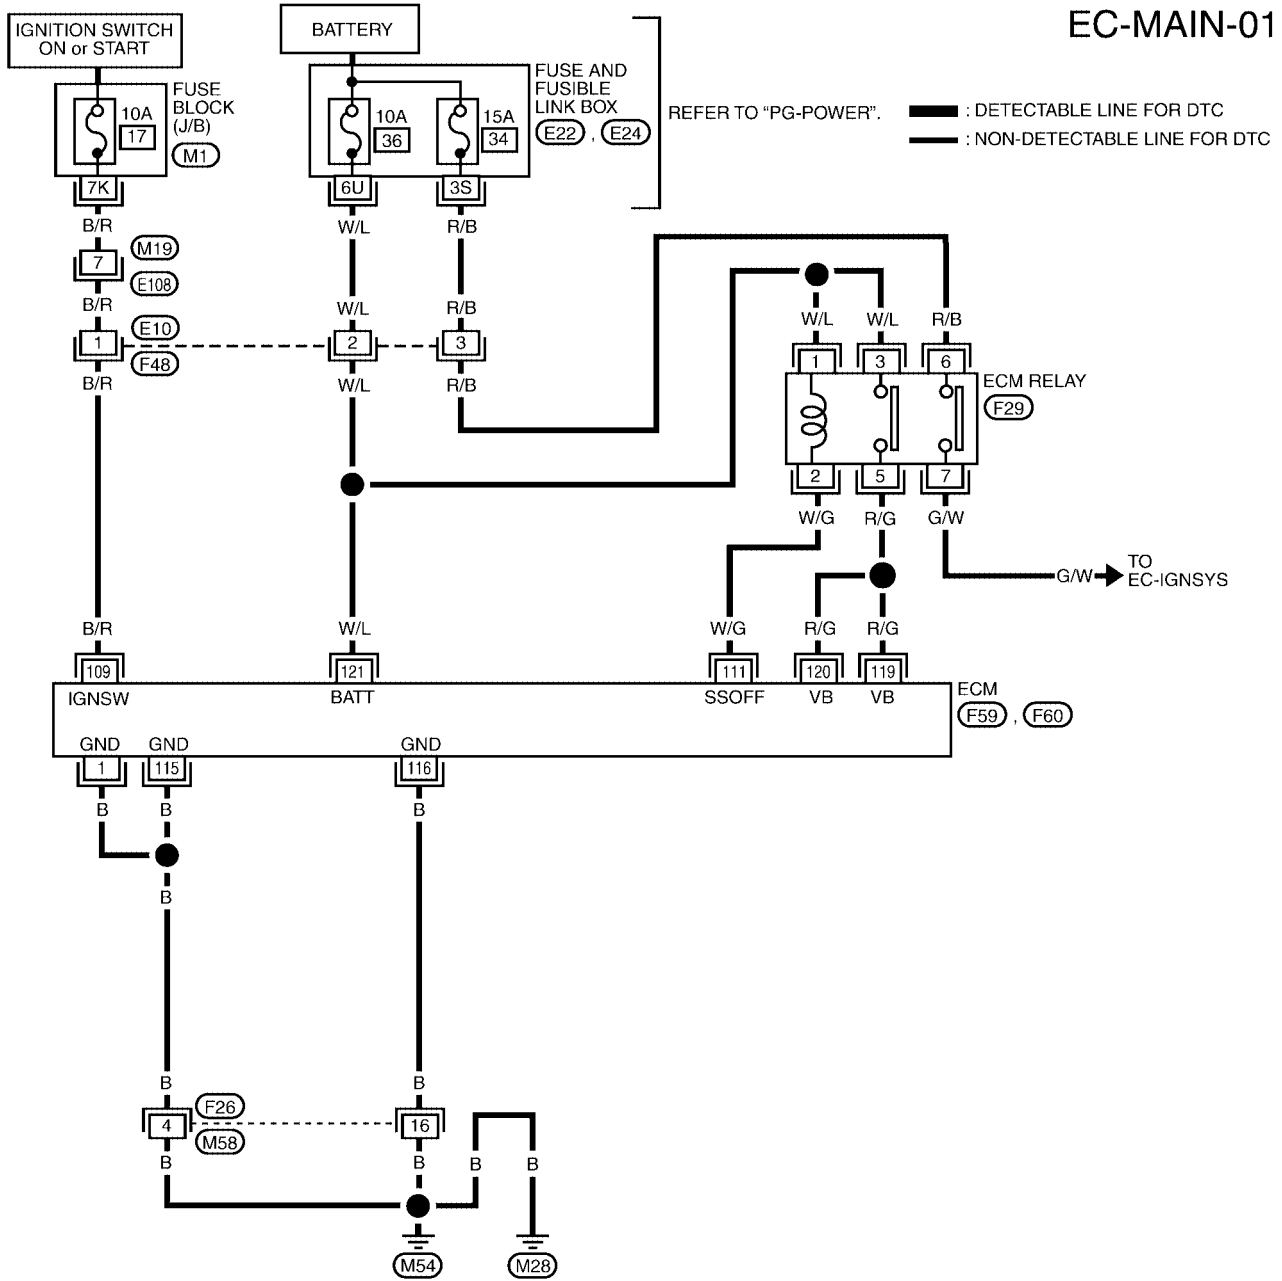 EC-MAIN-01
IGNITION SWITCH
ON or START
BATTERY
FUSE
BLOCK
(J/B)
M1
10A
17
10A
36
15A
34
FUSE AND
FUSIBLE
LINK BOX
E22 , E24
REFER TO "PG-POWER".
: DETECTABLE LINE FOR DTC
: NON-DETECTABLE LINE FOR DTC
7K
6U
3S
B/R
W/L
R/B
7
M19
E108
B/R
W/L
R/B
W/L
W/L
R/B
1
E10
F48
2
3
1
3
6
B/R
W/L
R/B
ECM RELAY
F29
2
5
7
W/G
R/G
G/W
G/W
TO
EC-IGNSYS
B/R
W/L
W/G
R/G
R/G
109
121
111
120
119
IGNSW
BATT
SSOFF
VB
VB
ECM
F59 , F60
GND
GND
GND
1
115
116
B
B
B
B
B
B
4
F26
M58
16
B
B
B
B
M54
M28